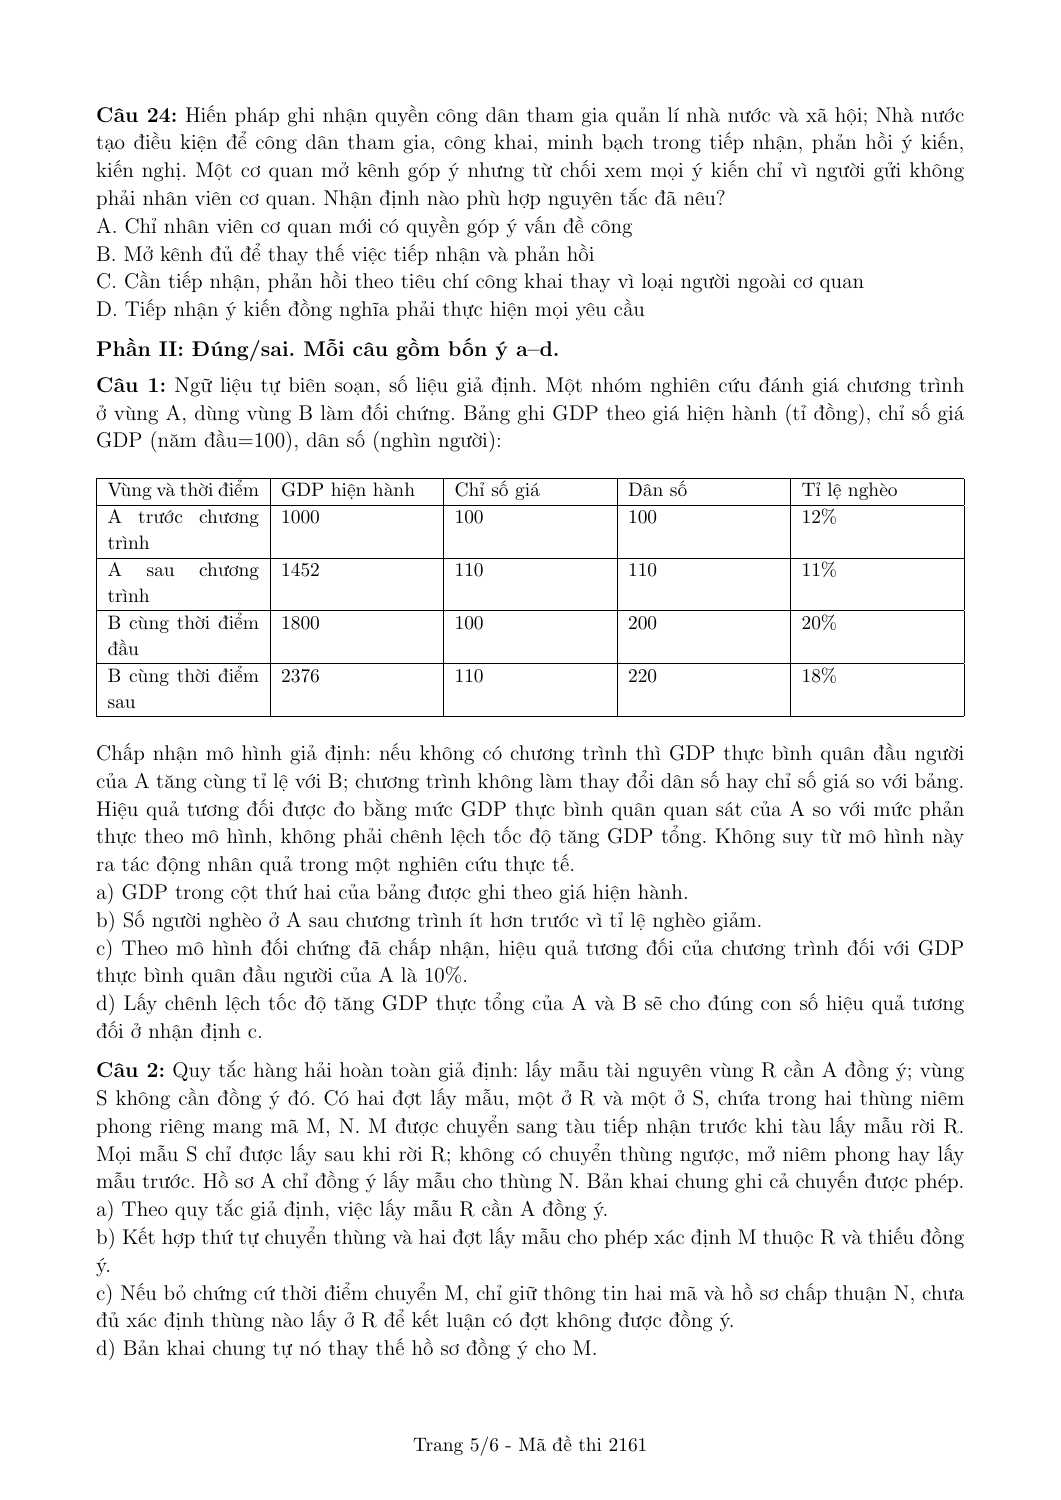 Câu 24: Hiến pháp ghi nhận quyền công dân tham gia quản lí nhà nước và xã hội; Nhà nước
tạo điều kiện để công dân tham gia, công khai, minh bạch trong tiếp nhận, phản hồi ý kiến,
kiến nghị. Một cơ quan mở kênh góp ý nhưng từ chối xem mọi ý kiến chỉ vì người gửi không
phải nhân viên cơ quan. Nhận định nào phù hợp nguyên tắc đã nêu?
A. Chỉ nhân viên cơ quan mới có quyền góp ý vấn đề công
B. Mở kênh đủ để thay thế việc tiếp nhận và phản hồi
C. Cần tiếp nhận, phản hồi theo tiêu chí công khai thay vì loại người ngoài cơ quan
D. Tiếp nhận ý kiến đồng nghĩa phải thực hiện mọi yêu cầu
Phần II: Đúng/sai. Mỗi câu gồm bốn ý a–d.
Câu 1: Ngữ liệu tự biên soạn, số liệu giả định. Một nhóm nghiên cứu đánh giá chương trình
ở vùng A, dùng vùng B làm đối chứng. Bảng ghi GDP theo giá hiện hành (tỉ đồng), chỉ số giá
GDP (năm đầu=100), dân số (nghìn người):
Vùng và thời điểm GDP hiện hành Chỉ số giá Dân số Tỉ lệ nghèo
A trước chương 1000 100 100 12%
trình
A sau chương 1452 110 110 11%
trình
B cùng thời điểm 1800 100 200 20%
đầu
B cùng thời điểm 2376 110 220 18%
sau
Chấp nhận mô hình giả định: nếu không có chương trình thì GDP thực bình quân đầu người
của A tăng cùng tỉ lệ với B; chương trình không làm thay đổi dân số hay chỉ số giá so với bảng.
Hiệu quả tương đối được đo bằng mức GDP thực bình quân quan sát của A so với mức phản
thực theo mô hình, không phải chênh lệch tốc độ tăng GDP tổng. Không suy từ mô hình này
ra tác động nhân quả trong một nghiên cứu thực tế.
a) GDP trong cột thứ hai của bảng được ghi theo giá hiện hành.
b) Số người nghèo ở A sau chương trình ít hơn trước vì tỉ lệ nghèo giảm.
c) Theo mô hình đối chứng đã chấp nhận, hiệu quả tương đối của chương trình đối với GDP
thực bình quân đầu người của A là 10%.
d) Lấy chênh lệch tốc độ tăng GDP thực tổng của A và B sẽ cho đúng con số hiệu quả tương
đối ở nhận định c.
Câu 2: Quy tắc hàng hải hoàn toàn giả định: lấy mẫu tài nguyên vùng R cần A đồng ý; vùng
S không cần đồng ý đó. Có hai đợt lấy mẫu, một ở R và một ở S, chứa trong hai thùng niêm
phong riêng mang mã M, N. M được chuyển sang tàu tiếp nhận trước khi tàu lấy mẫu rời R.
Mọi mẫu S chỉ được lấy sau khi rời R; không có chuyển thùng ngược, mở niêm phong hay lấy
mẫu trước. Hồ sơ A chỉ đồng ý lấy mẫu cho thùng N. Bản khai chung ghi cả chuyến được phép.
a) Theo quy tắc giả định, việc lấy mẫu R cần A đồng ý.
b) Kết hợp thứ tự chuyển thùng và hai đợt lấy mẫu cho phép xác định M thuộc R và thiếu đồng
ý.
c) Nếu bỏ chứng cứ thời điểm chuyển M, chỉ giữ thông tin hai mã và hồ sơ chấp thuận N, chưa
đủ xác định thùng nào lấy ở R để kết luận có đợt không được đồng ý.
d) Bản khai chung tự nó thay thế hồ sơ đồng ý cho M.
Trang 5/6 - Mã đề thi 2161